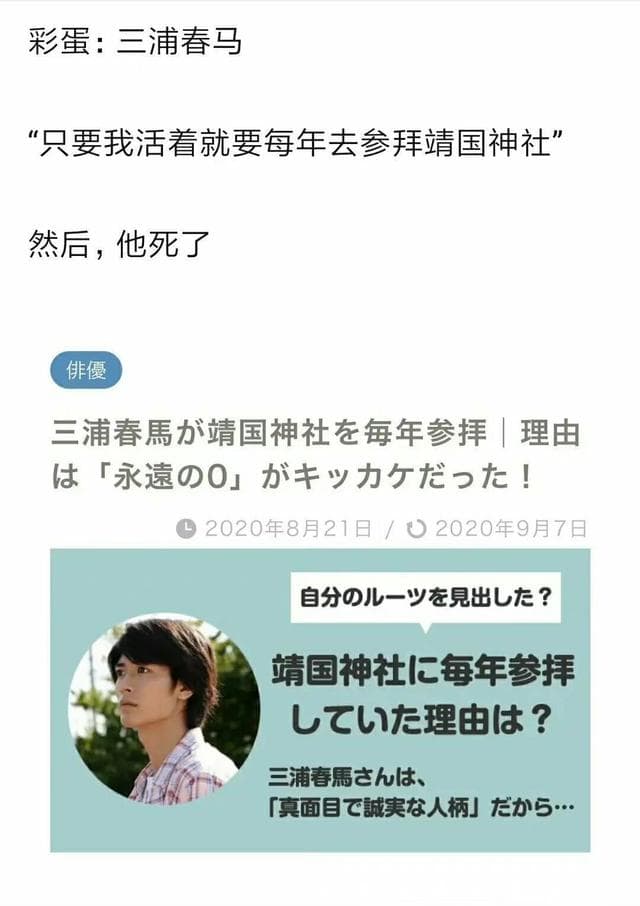 彩蛋：三浦春马
“只要我活着就要每年去参拜靖国神社”
然后，他死了
俳優
三浦春馬が靖国神社を毎年参拝｜理由
は「永遠の0」がキッカケだった！
2020年8月21日 / 2020年9月7日
自分のルーツを見出した？
靖国神社に毎年参拝
していた理由は？
三浦春馬さんは、
「真面目で誠実な人柄」だから…